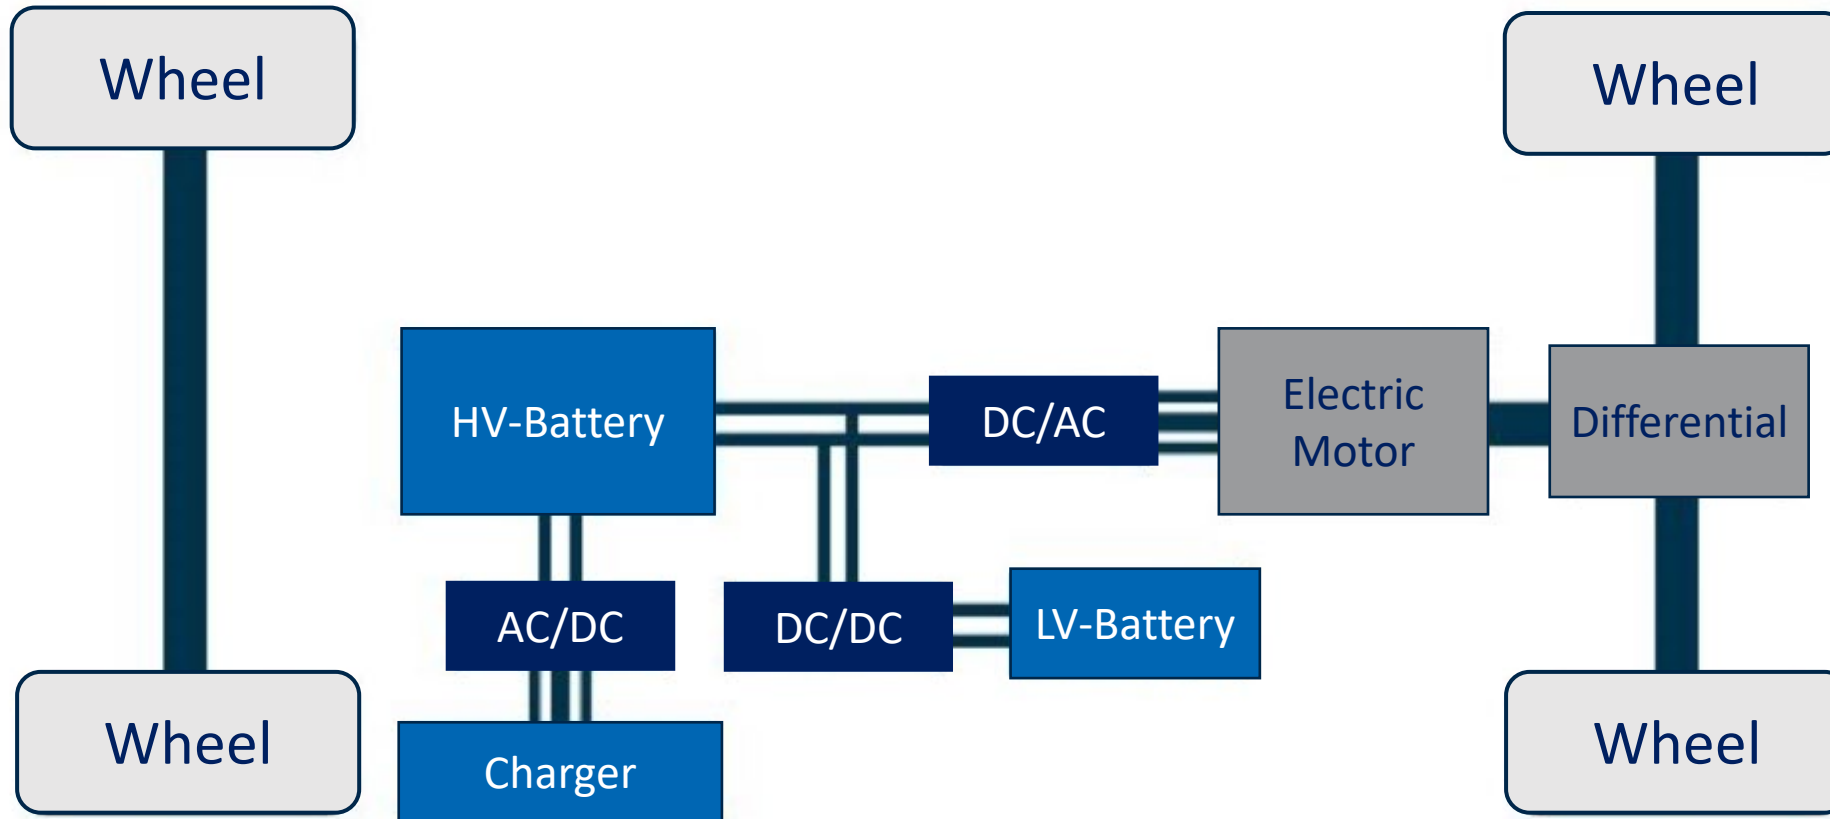 Wheel
Wheel
HV-Battery
DC/AC
Electric
Motor
Differential
AC/DC
DC/DC
LV-Battery
Wheel
Charger
Wheel